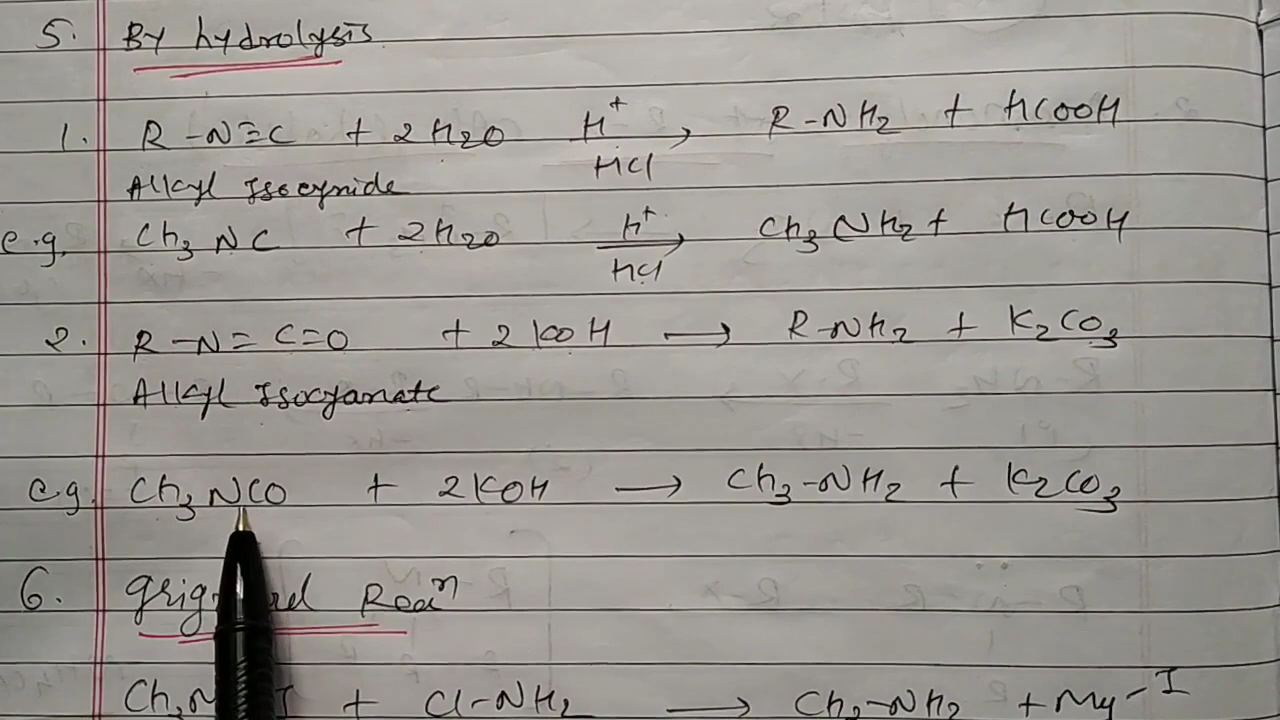 5. By hydrolysis
1. R-N≡C + 2H2O H+ HCl → R-NH2 + HCOOH
Alkyl Isocynide
e.g. CH3NC + 2H2O H+ HCl → CH3NH2 + HCOOH
2. R-N=C=O + 2KOH → R-NH2 + K2CO3
Alkyl Isocyanate
e.g. CH3NCO + 2KOH → CH3-NH2 + K2CO3
6. Reaⁿ
+ Cl-NH2 → CH3-NH2 + Mg-I